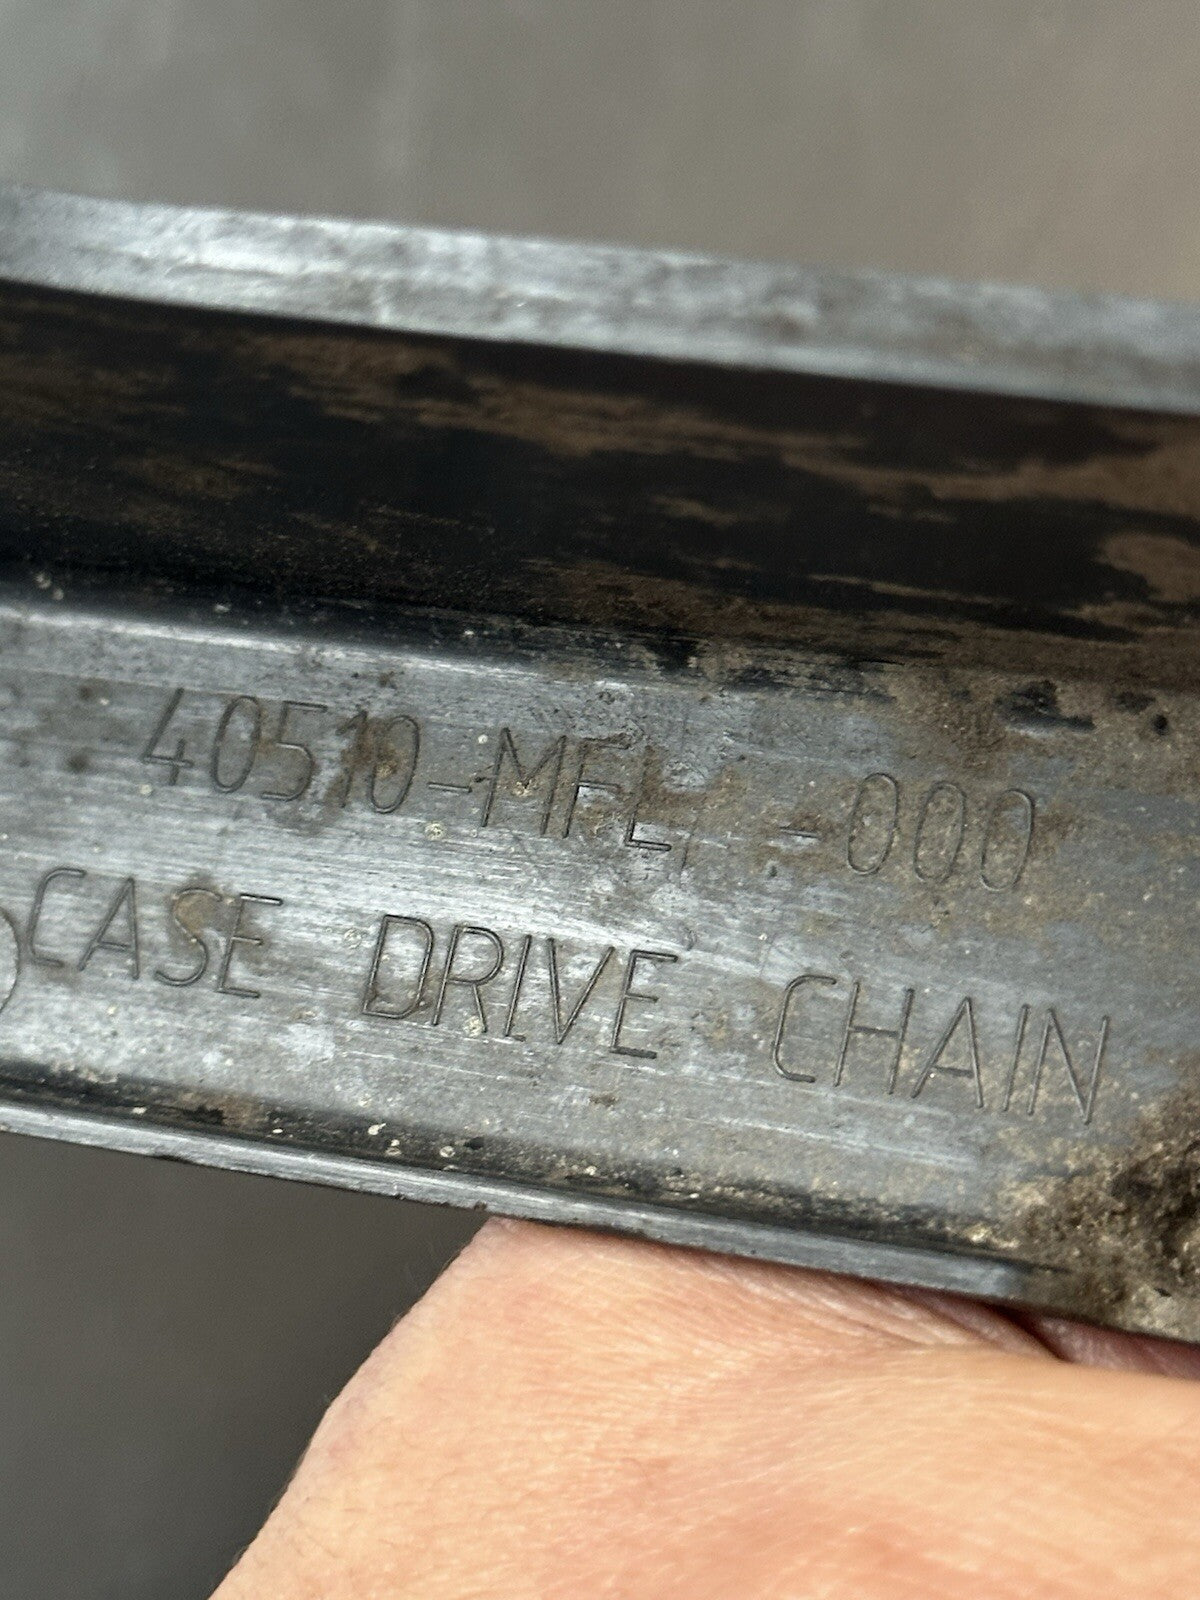 40510-MFL -000
CASE DRIVE CHAIN